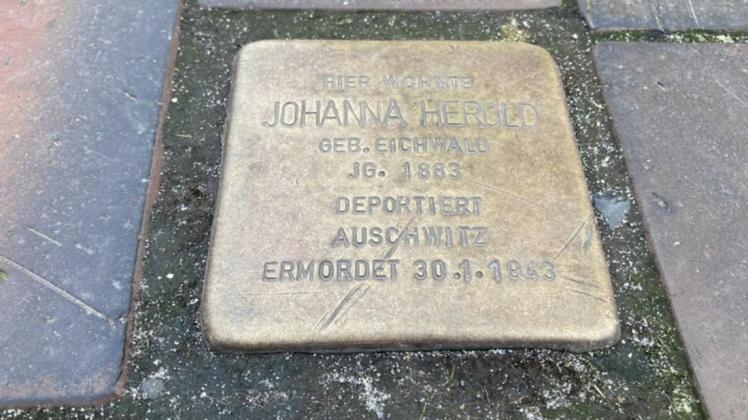 HIER WOHNTE
JOHANNA HEROLD
GEB. EICHWALD
JG. 1883
DEPORTIERT
AUSCHWITZ
ERMORDET 30.1.1943